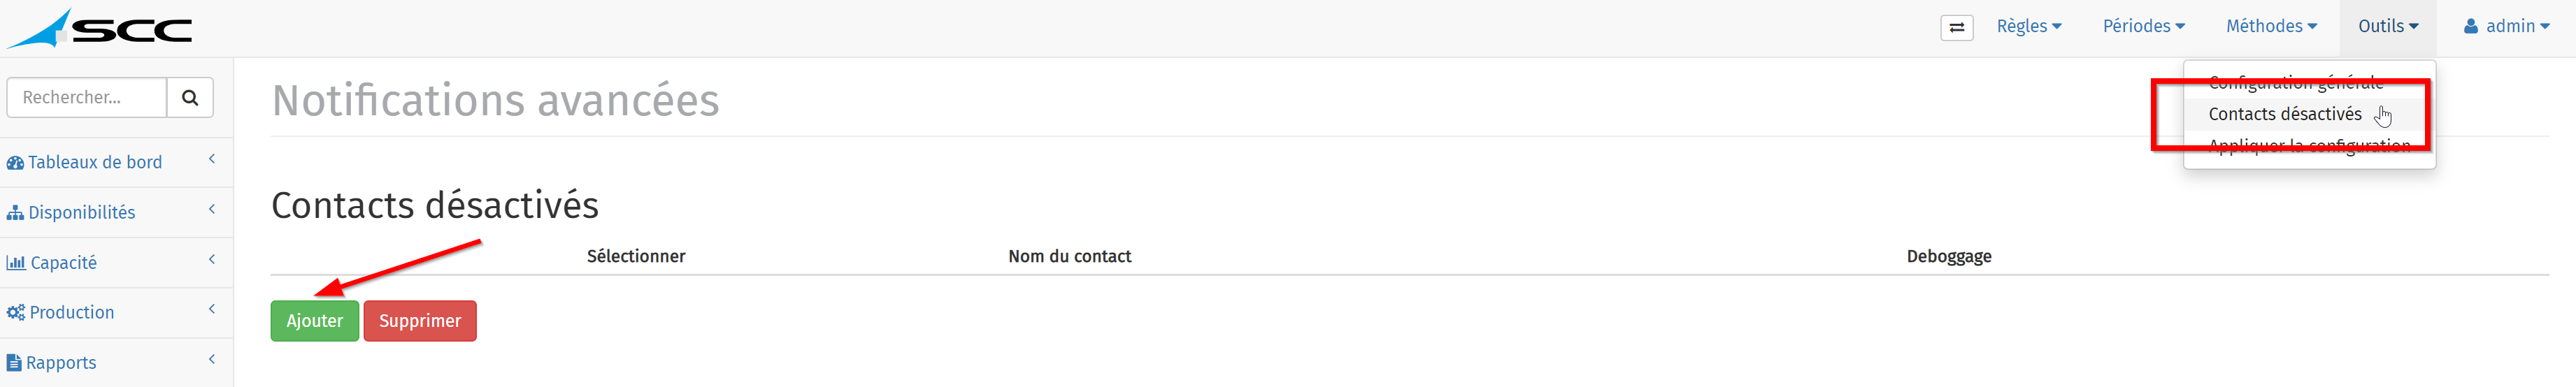 SCC
Règles Périodes Méthodes Outils admin
Configuration générale
Contacts désactivés
Appliquer la configuration
Rechercher...
Tableaux de bord
Disponibilités
Capacité
Production
Rapports
Notifications avancées
Contacts désactivés
Sélectionner Nom du contact Deboggage
Ajouter Supprimer